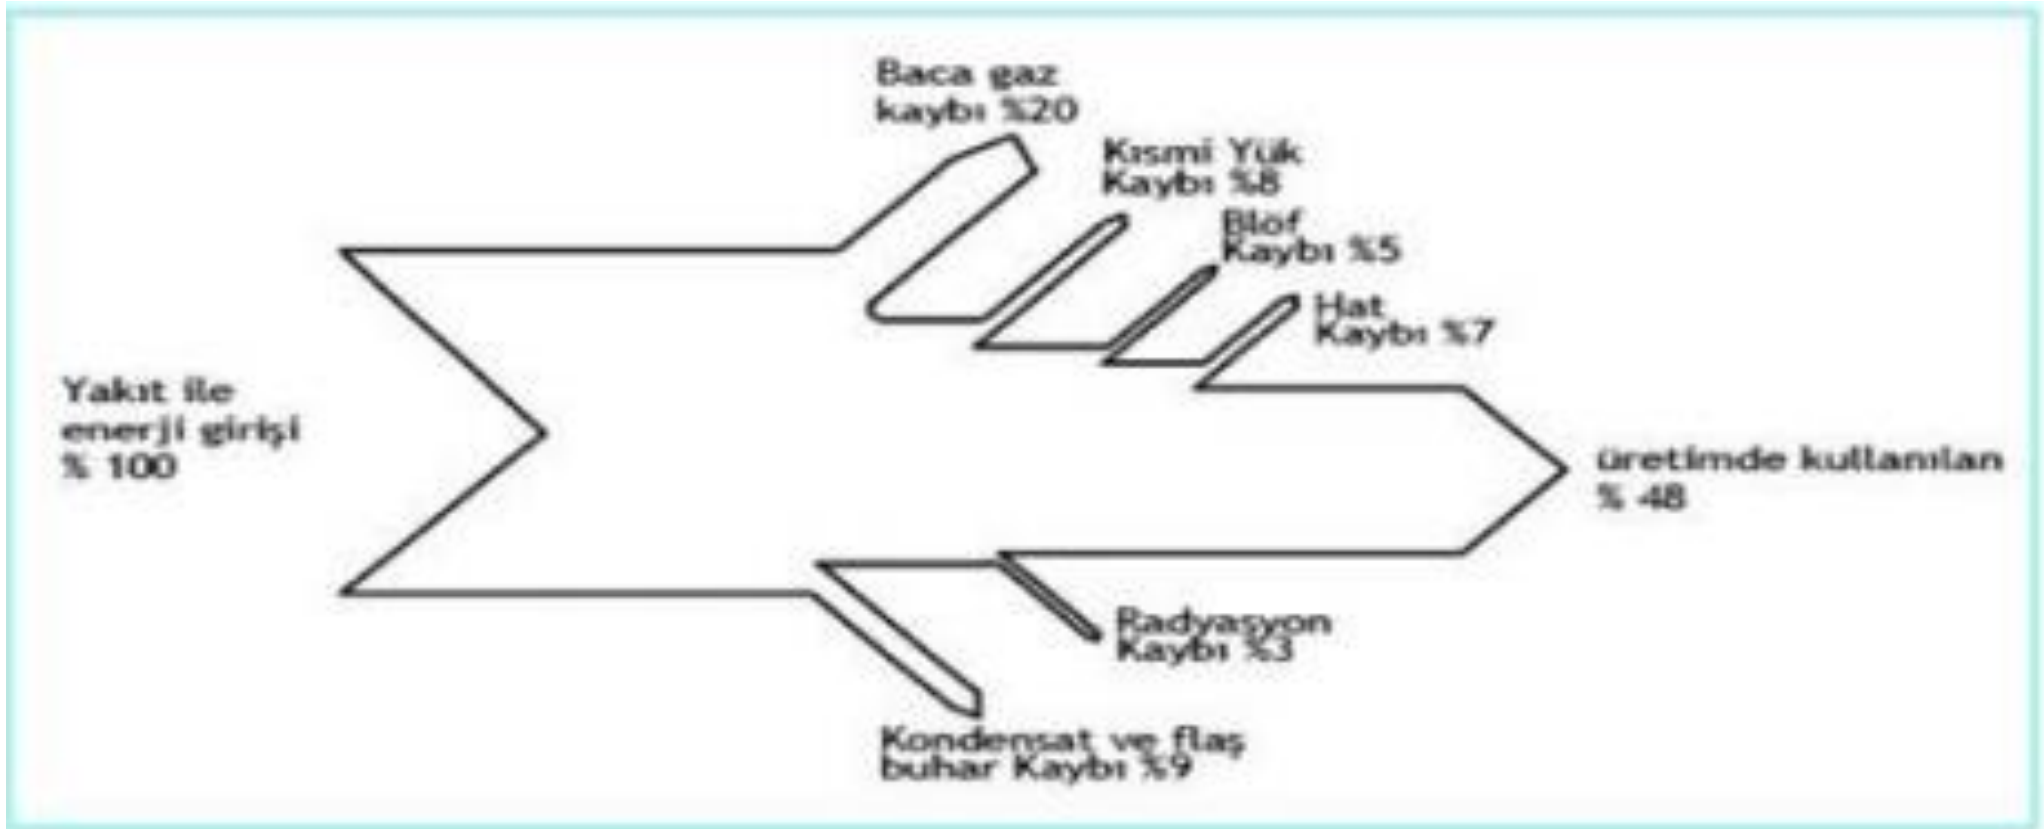 Baca gaz
kaybı %20
Kısmi Yük
Kaybı %8
Blöf
Kaybı %5
Hat
Kaybı %7
Yakıt ile
enerji girişi
% 100
üretimde kullanılan
% 48
Radyasyon
Kaybı %3
Kondensat ve flaş
buhar Kaybı %9